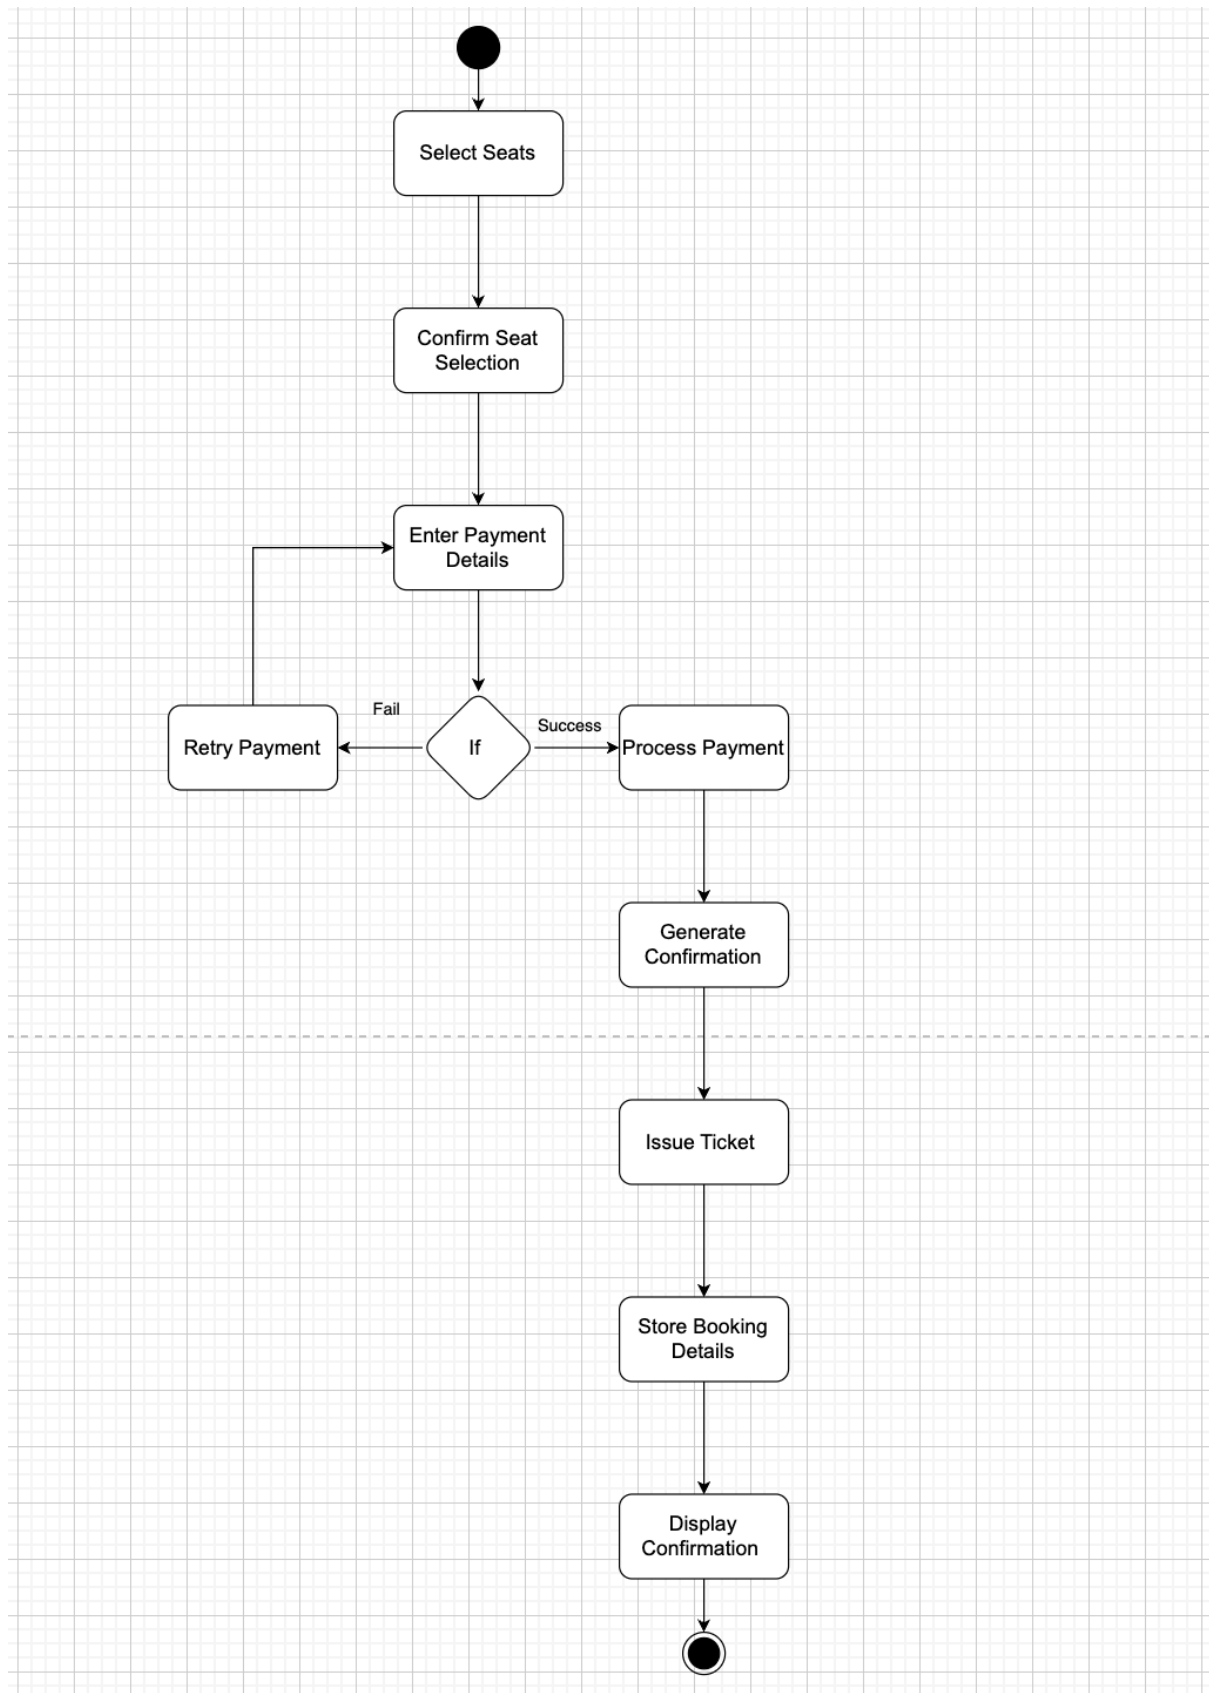 Select Seats
Confirm Seat
Selection
Enter Payment
Details
Fail
Success
Retry Payment
If
Process Payment
Generate
Confirmation
Issue Ticket
Store Booking
Details
Display
Confirmation